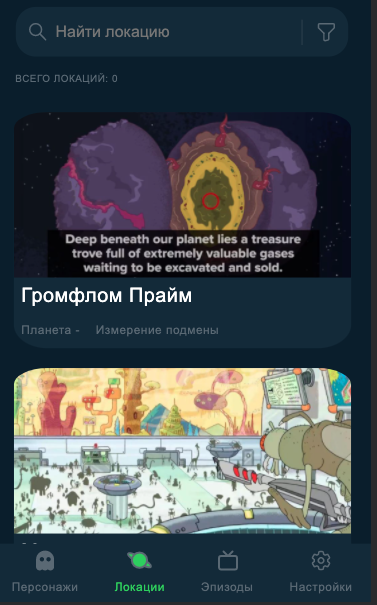 Найти локацию
ВСЕГО ЛОКАЦИЙ: 0
Deep beneath our planet lies a treasure
trove full of extremely valuable gases
waiting to be excavated and sold.
Громфлом Прайм
Планета - Измерение подмены
Персонажи Локации Эпизоды Настройки